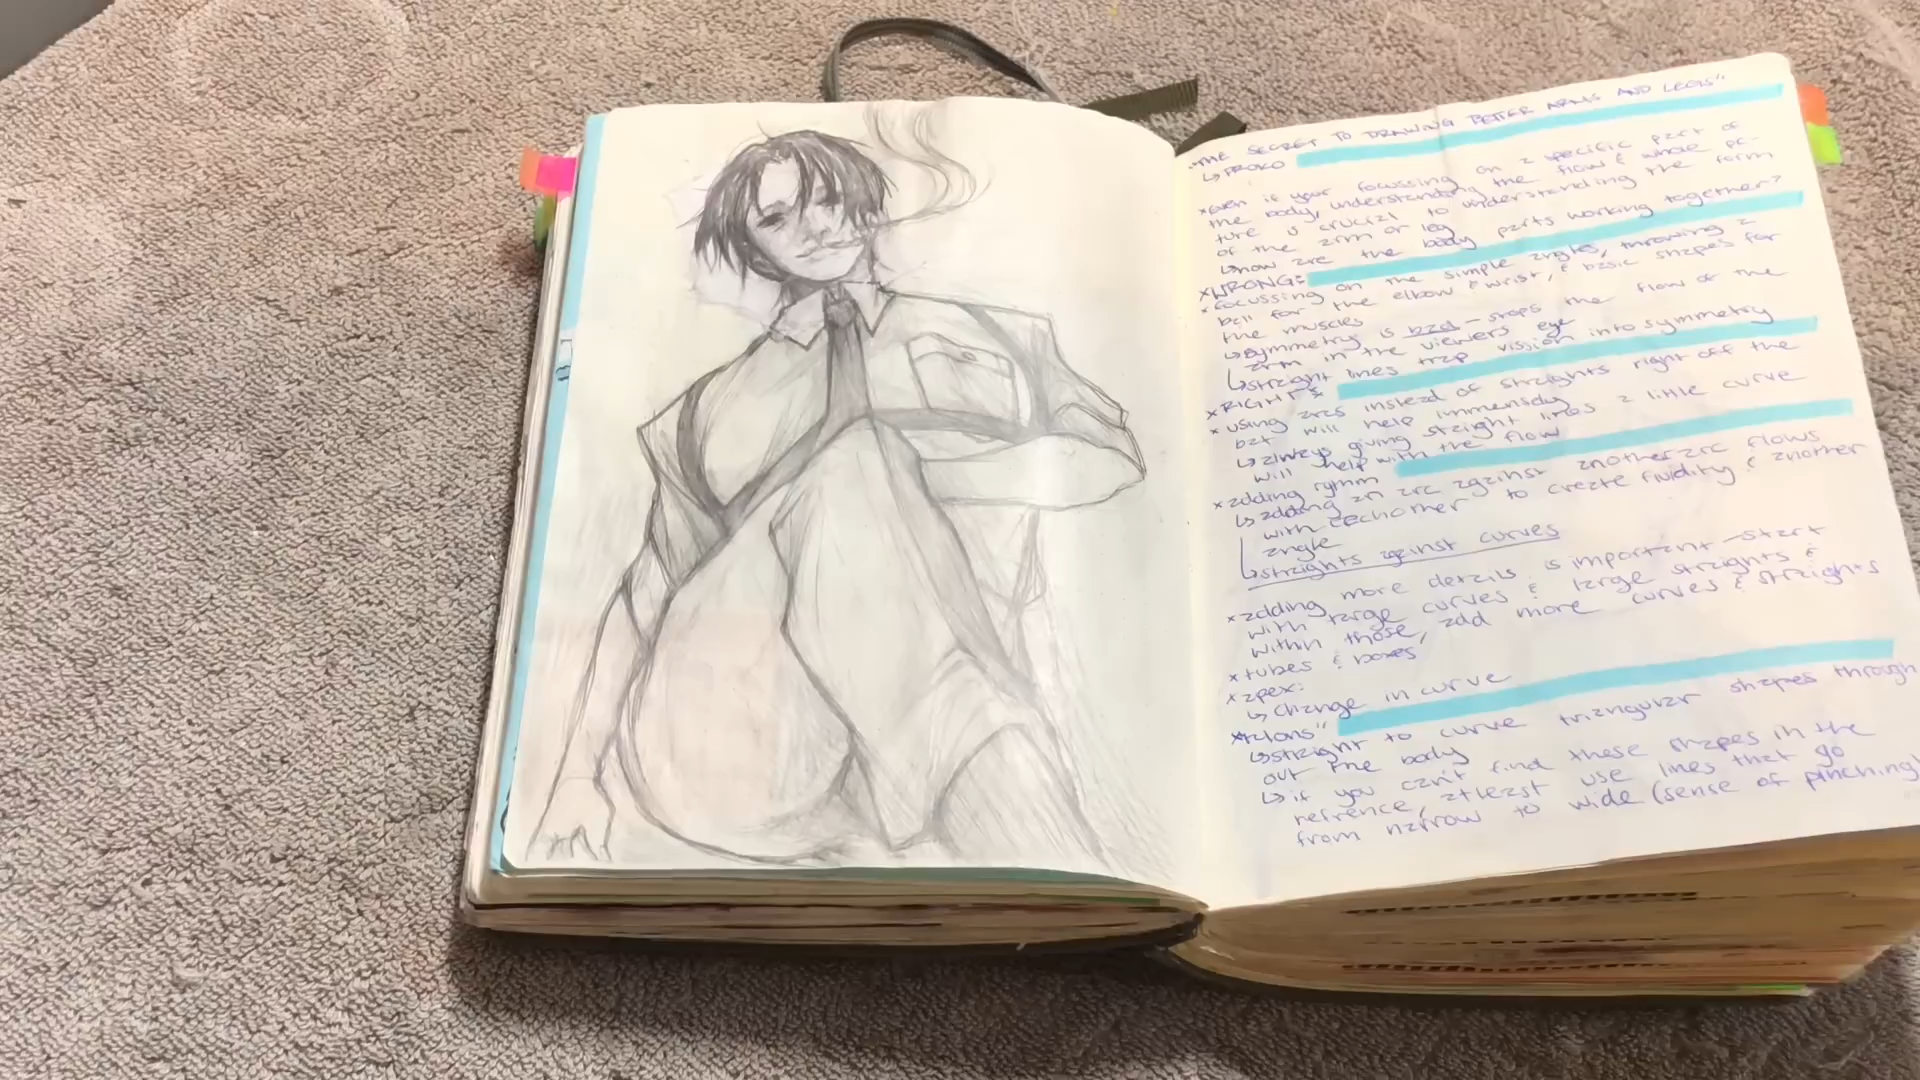 "THE SECRET TO DRAWING BETTER ARMS AND LEGS"
↳ PROKO
*even if your focussing on a specific part of
the body, understanding the flow & whole pc-
ture is crucial to understanding the form
of the arm or leg
↳how are the body parts working together?
*WRONG:
*focussing on the simple angles, throwing a
ball for the elbow & wrist, & basic shapes for
the muscles
↳symmetry is bad - stops the flow of the
arm in the viewers eye
↳straight lines trap vission into symmetry
*RIGHT:
*using arcs instead of straights right off the
bat will help immensely
↳always giving straight lines a little curve
will help with the flow
*adding rythm
↳adding an arc against another arc flows
with eachother to create fluidity & another
angle
↳straights against curves
*adding more details is important - start
with large curves & large straights &
within those, add more curves & straights
*tubes & boxes
*apex:
↳ change in curve
*talons"
↳straight to curve triangular shapes through
out the body
↳ if you can't find these shapes in the
refrence, atleast use lines that go
from narrow to wide (sense of pinching)